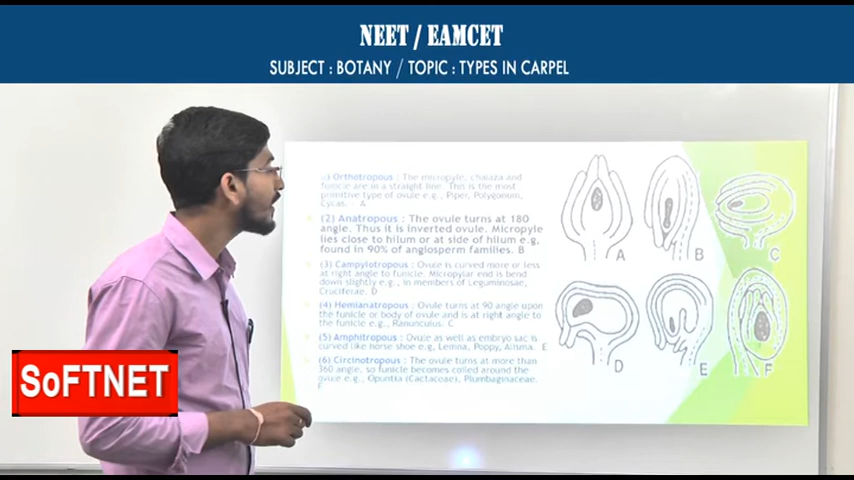 NEET / EAMCET
SUBJECT : BOTANY / TOPIC : TYPES IN CARPEL
Orthotropous : The micropyle, chalaza and
funicle are in a straight line. This is the most
primitive type of ovule e.g., Piper, Polygonum,
Cycas. - A
(2) Anatropous : The ovule turns at 180
angle. Thus it is inverted ovule. Micropyle
lies close to hilum or at side of hilum e.g.
found in 90% of angiosperm families. B
(3) Campylotropous : Ovule is curved more or less
at right angle to funicle. Micropylar end is bend
down slightly e.g., in members of Leguminosae,
Cruciferae. D
(4) Hemianatropous : Ovule turns at 90 angle upon
the funicle or body of ovule and is at right angle to
the funicle e.g., Ranunculus. C
(5) Amphitropous : Ovule as well as embryo sac is
curved like horse shoe e.g, Lemna, Poppy, Alisma. E
(6) Circinotropous : The ovule turns at more than
360 angle, so funicle becomes coiled around the
ovule e.g., Opuntia (Cactaceae), Plumbaginaceae.
F
A
B
C
D
E
F
SoFTNET